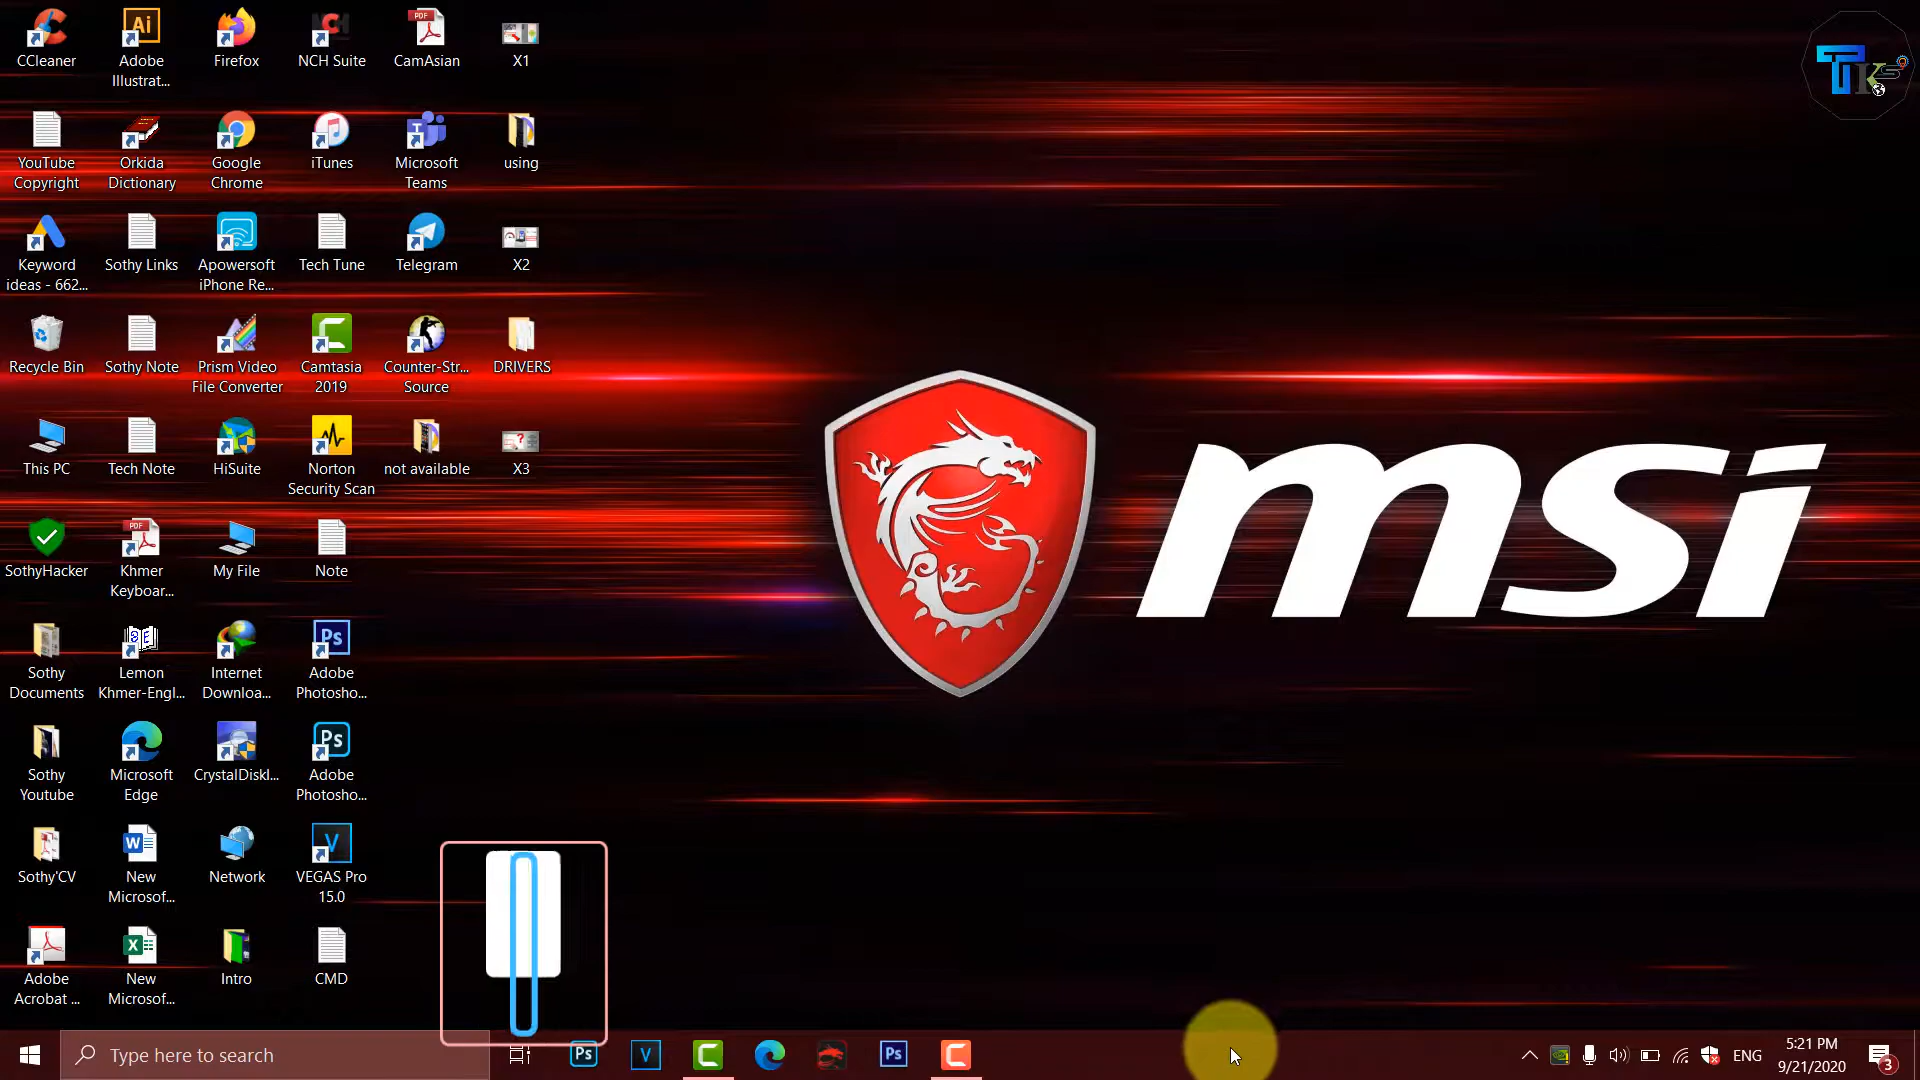 CCleaner
Adobe
Illustrat...
Firefox
NCH Suite
CamAsian
X1
YouTube
Copyright
Orkida
Dictionary
Google
Chrome
iTunes
Microsoft
Teams
using
Keyword
ideas - 662...
Sothy Links
Apowersoft
iPhone Re...
Tech Tune
Telegram
X2
Recycle Bin
Sothy Note
Prism Video
File Converter
Camtasia
2019
Counter-Str...
Source
DRIVERS
This PC
Tech Note
HiSuite
Norton
Security Scan
not available
X3
SothyHacker
Khmer
Keyboar...
My File
Note
Sothy
Documents
Lemon
Khmer-Engl...
Internet
Downloa...
Adobe
Photosho...
Sothy
Youtube
Microsoft
Edge
CrystalDiskI...
Adobe
Photosho...
Sothy'CV
New
Microsof...
Network
VEGAS Pro
15.0
Adobe
Acrobat ...
New
Microsof...
Intro
CMD
msi
Type here to search
ENG
5:21 PM
9/21/2020
3